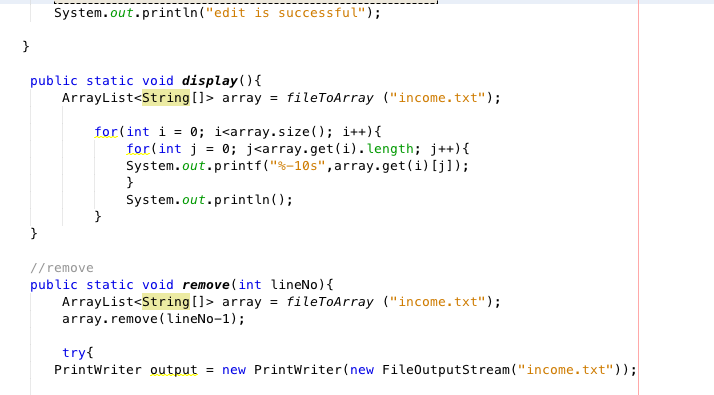 System.out.println("edit is successful");
}
public static void display(){
ArrayList<String[]> array = fileToArray ("income.txt");
for(int i = 0; i<array.size(); i++){
for(int j = 0; j<array.get(i).length; j++){
System.out.printf("%-10s",array.get(i)[j]);
}
System.out.println();
}
}
//remove
public static void remove(int lineNo){
ArrayList<String[]> array = fileToArray ("income.txt");
array.remove(lineNo-1);
try{
PrintWriter output = new PrintWriter(new FileOutputStream("income.txt"));